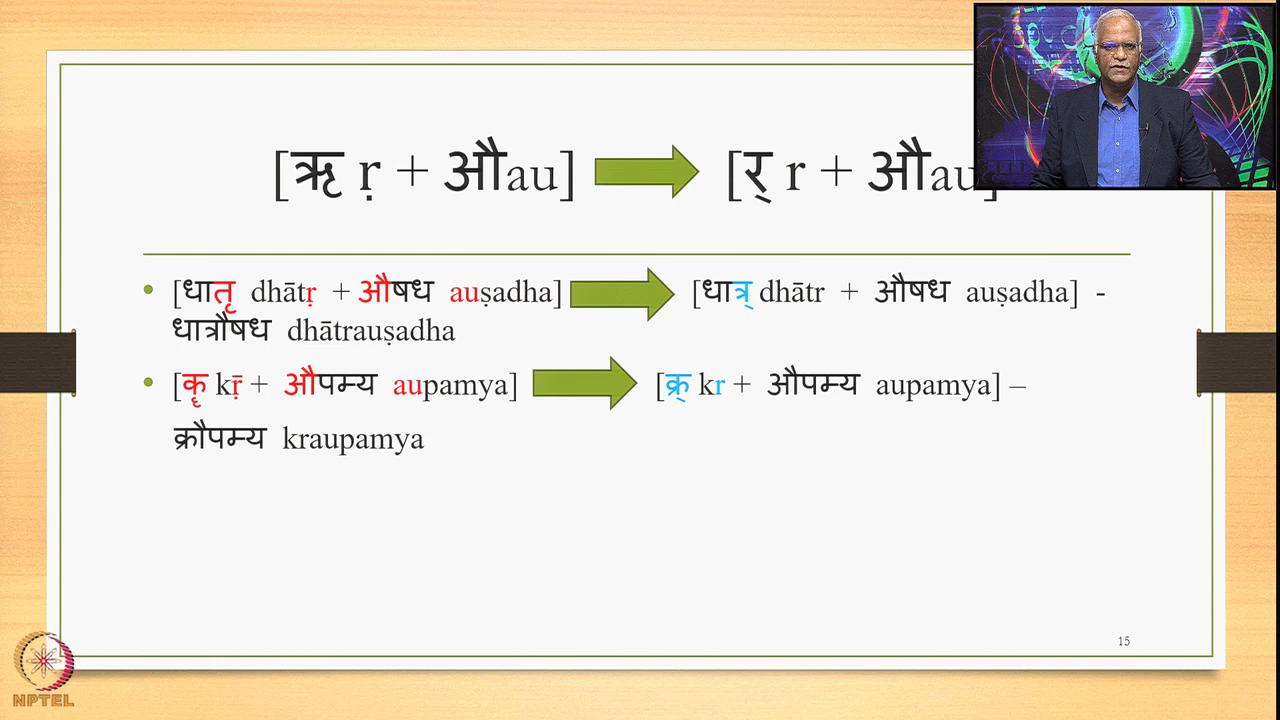 [ऋ ṛ + औau] [र् r + औau]
• [धातृ dhātṛ + औषध auṣadha] [धात्र् dhātr + औषध auṣadha] -
धात्रौषध dhātrauṣadha
• [कॄ kṝ + औपम्य aupamya] [क्र् kr + औपम्य aupamya] –
क्रौपम्य kraupamya
15
NPTEL